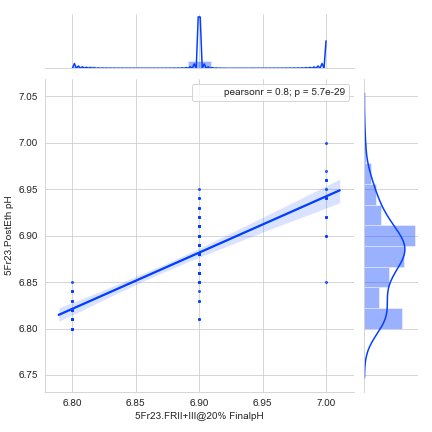 pearsonr = 0.8; p = 5.7e-29
7.05
7.00
6.95
6.90
6.85
6.80
6.75
5Fr23.PostEth pH
6.80 6.85 6.90 6.95 7.00
5Fr23.FRII+III@20% FinalpH